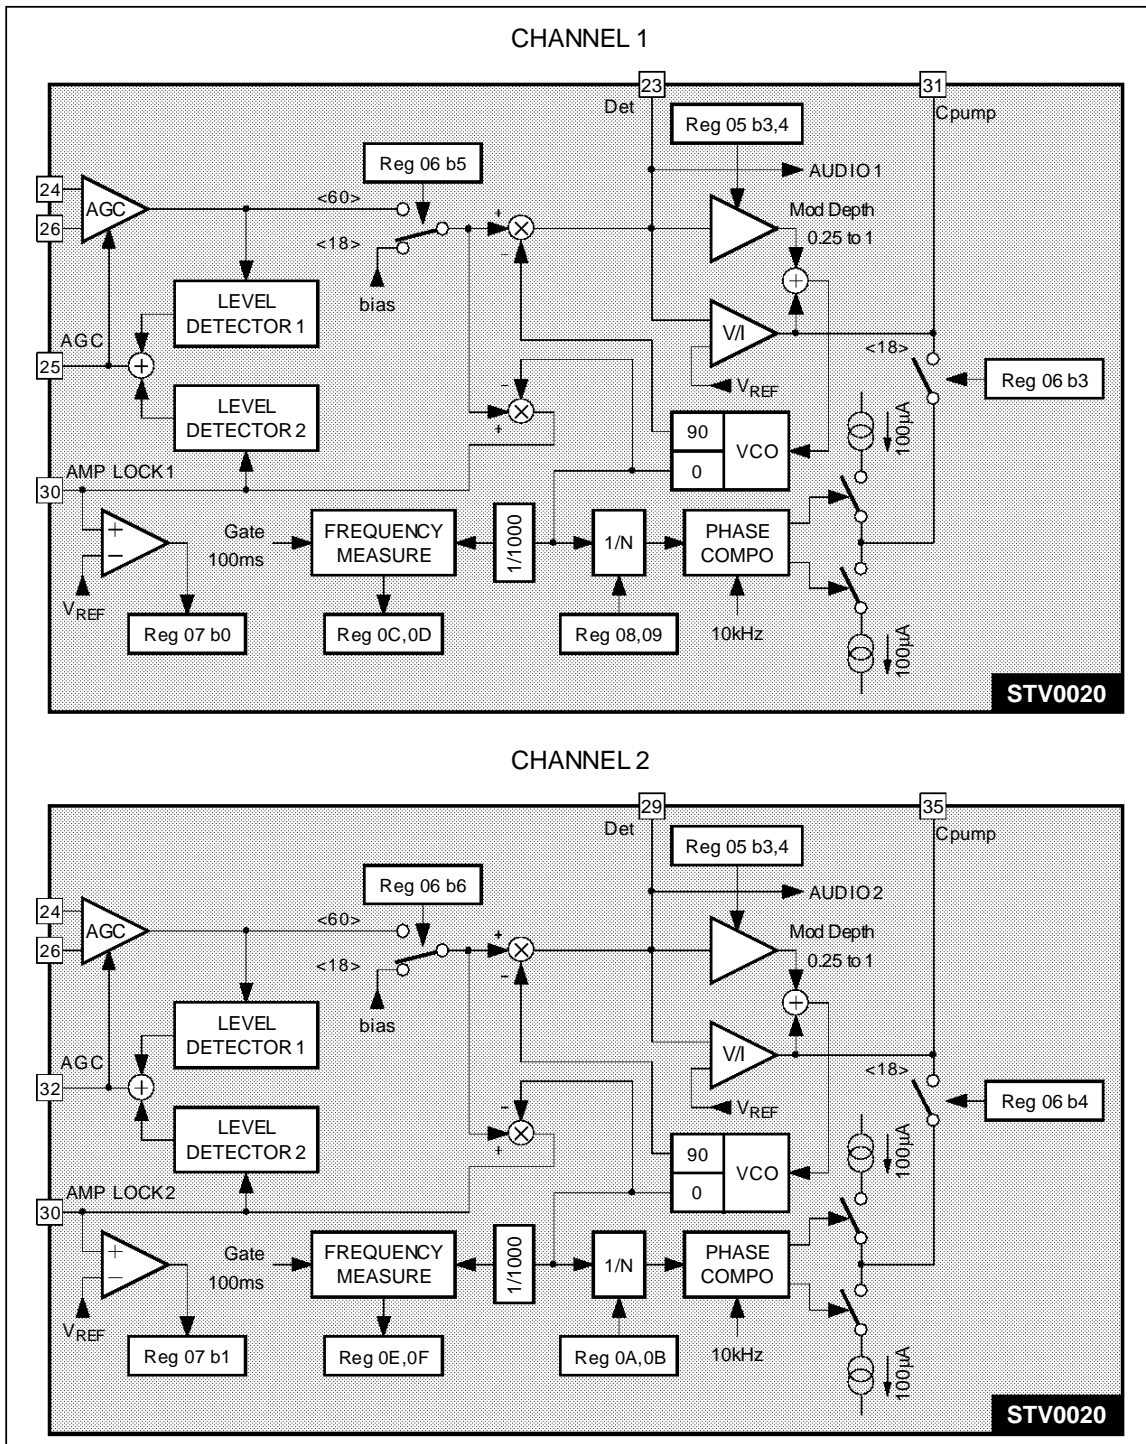 CHANNEL 1
23
31
Det
Cpump
Reg 05 b3,4
Reg 06 b5
AUDIO 1
24
AGC
<60>
Mod Depth
26
+
<18>
0.25 to 1
−
+
bias
LEVEL
DETECTOR 1
V/I
AGC
<18>
25
+
VREF
Reg 06 b3
−
LEVEL
DETECTOR 2
+
90
VCO
100µA
0
AMP LOCK 1
30
Gate
100ms
FREQUENCY
MEASURE
1/1000
1/N
PHASE
COMPO
+
−
VREF
Reg 07 b0
Reg 0C,0D
Reg 08,09
10kHz
100µA
STV0020
CHANNEL 2
29
35
Det
Cpump
Reg 05 b3,4
Reg 06 b6
AUDIO 2
24
AGC
<60>
Mod Depth
26
+
<18>
0.25 to 1
−
+
bias
LEVEL
DETECTOR 1
V/I
AGC
<18>
32
+
VREF
Reg 06 b4
−
LEVEL
DETECTOR 2
+
90
VCO
100µA
0
AMP LOCK 2
30
Gate
100ms
FREQUENCY
MEASURE
1/1000
1/N
PHASE
COMPO
+
−
VREF
Reg 07 b1
Reg 0E,0F
Reg 0A,0B
10kHz
100µA
STV0020